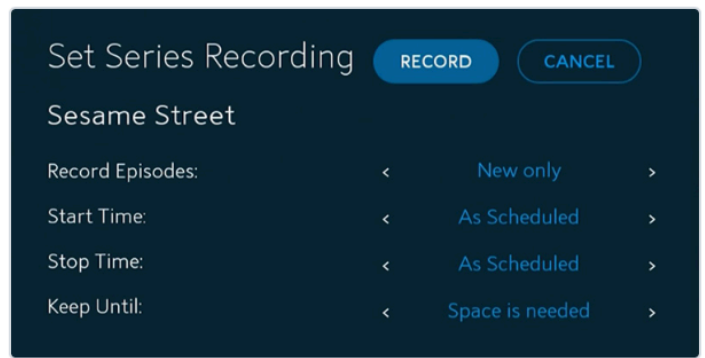 Set Series Recording RECORD CANCEL
Sesame Street
Record Episodes: < New only >
Start Time: < As Scheduled >
Stop Time: < As Scheduled >
Keep Until: < Space is needed >